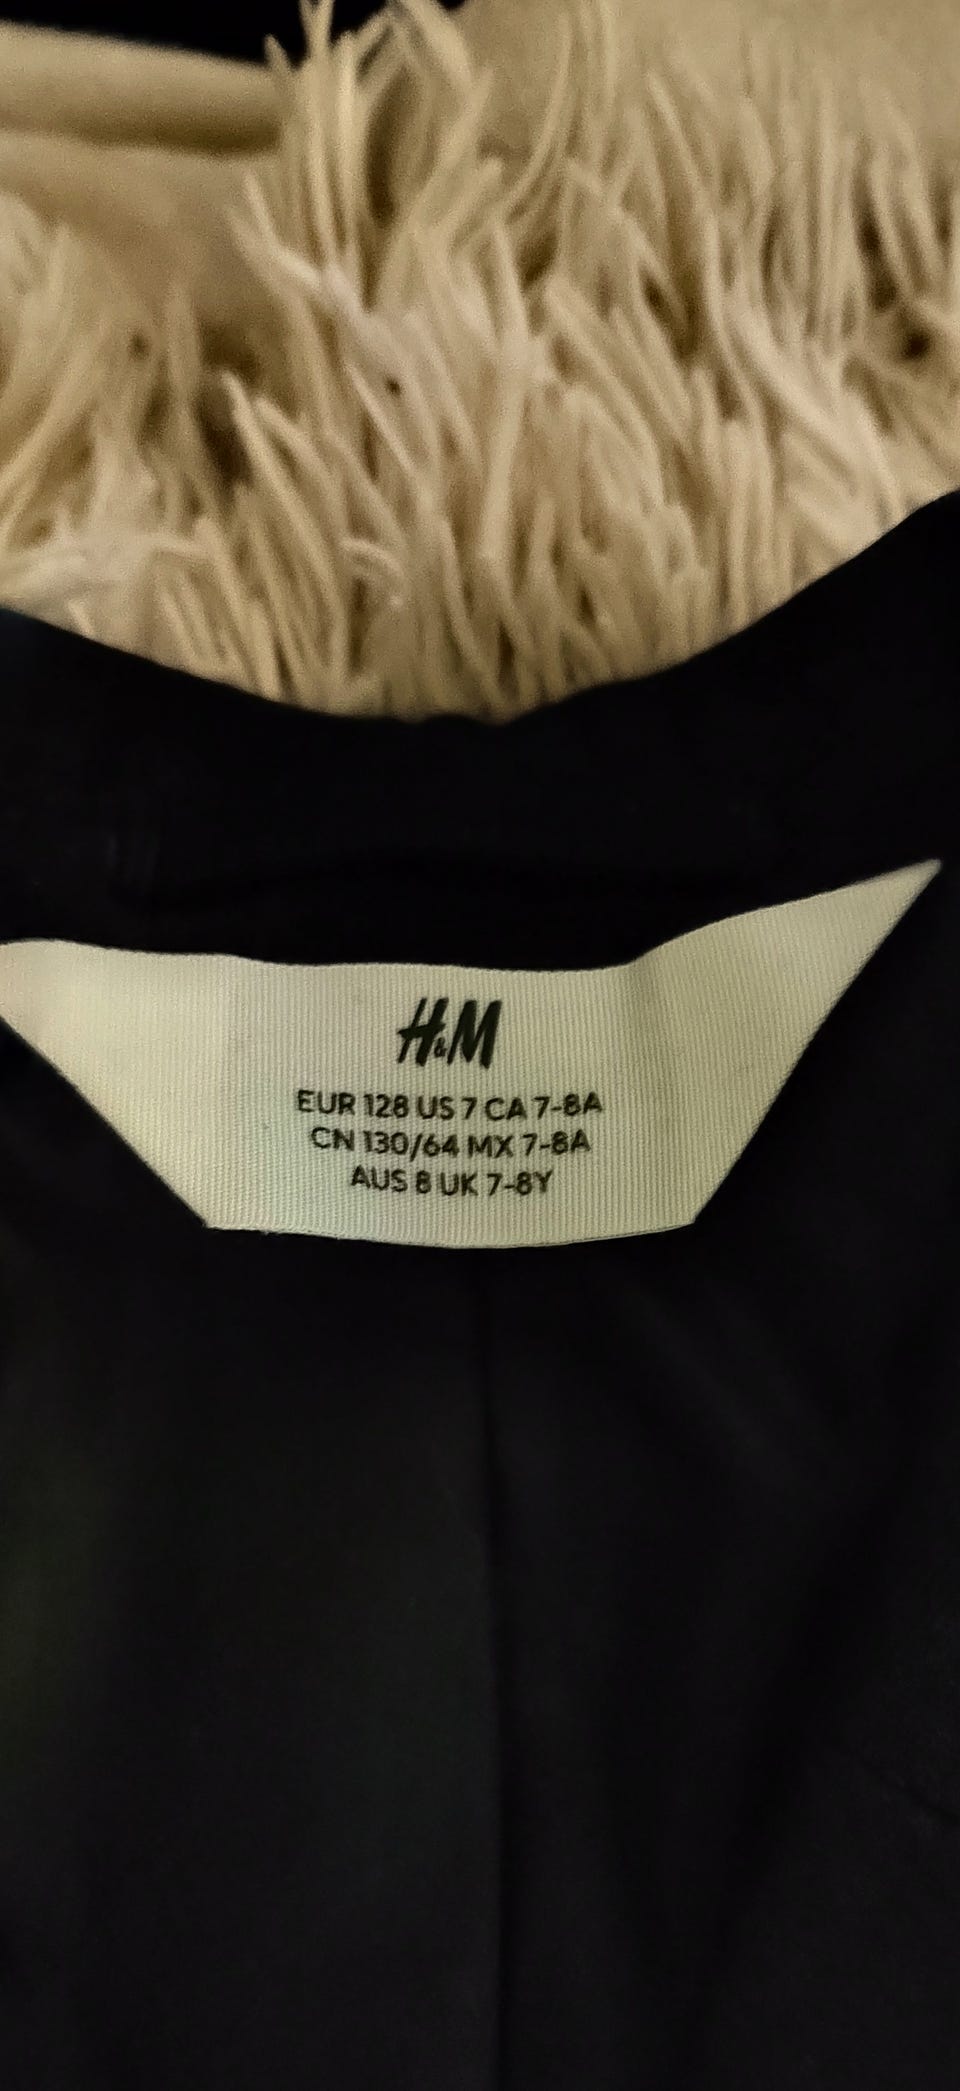 H&M
EUR 128 US 7 CA 7-8A
CN 130/64 MX 7-8A
AUS 8 UK 7-8Y